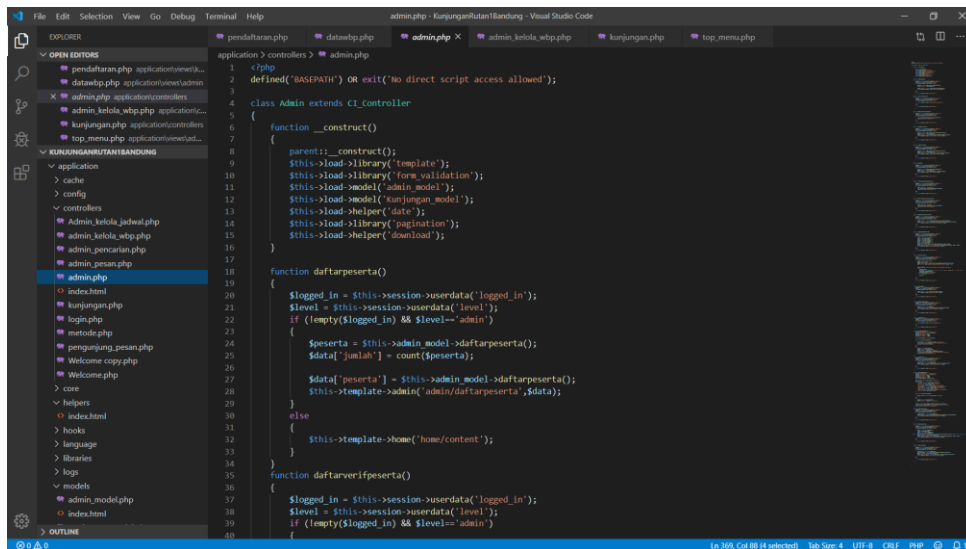 File Edit Selection View Go Debug Terminal Help
admin.php - KunjunganRutan1Bandung - Visual Studio Code
EXPLORER
OPEN EDITORS
pendaftaran.php application\views\k...
datawbp.php application\views\admin
admin.php application\controllers
admin_kelola_wbp.php application\c...
kunjungan.php application\controllers
top_menu.php application\views\ad...
KUNJUNGANRUTAN1BANDUNG
application
cache
config
controllers
Admin_kelola_jadwal.php
admin_kelola_wbp.php
admin_pencarian.php
admin_pesan.php
admin.php
index.html
kunjungan.php
login.php
metode.php
pengunjung_pesan.php
Welcome copy.php
Welcome.php
core
helpers
index.html
hooks
language
libraries
logs
models
admin_model.php
index.html
OUTLINE
pendaftaran.php datawbp.php admin.php admin_kelola_wbp.php kunjungan.php top_menu.php
application > controllers > admin.php
1 <?php
2 defined('BASEPATH') OR exit('No direct script access allowed');
3
4 class Admin extends CI_Controller
5 {
6 function __construct()
7 {
8 parent::__construct();
9 $this->load->library('template');
10 $this->load->library('form_validation');
11 $this->load->model('admin_model');
12 $this->load->model('Kunjungan_model');
13 $this->load->helper('date');
14 $this->load->library('pagination');
15 $this->load->helper('download');
16 }
17
18 function daftarpeserta()
19 {
20 $logged_in = $this->session->userdata('logged_in');
21 $level = $this->session->userdata('level');
22 if (!empty($logged_in) && $level=='admin')
23 {
24 $peserta = $this->admin_model->daftarpeserta();
25 $data['jumlah'] = count($peserta);
26
27 $data['peserta'] = $this->admin_model->daftarpeserta();
28 $this->template->admin('admin/daftarpeserta',$data);
29 }
30 else
31 {
32 $this->template->home('home/content');
33 }
34 }
35 function daftarverifpeserta()
36 {
37 $logged_in = $this->session->userdata('logged_in');
38 $level = $this->session->userdata('level');
39 if (!empty($logged_in) && $level=='admin')
40 {
0 0 Ln 369, Col 88 (4 selected) Tab Size: 4 UTF-8 CRLF PHP